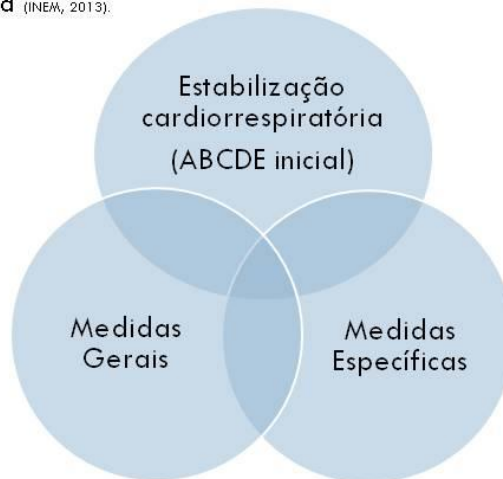 (INEM, 2013).
Estabilização
cardiorrespiratória
(ABCDE inicial)
Medidas
Gerais
Medidas
Específicas